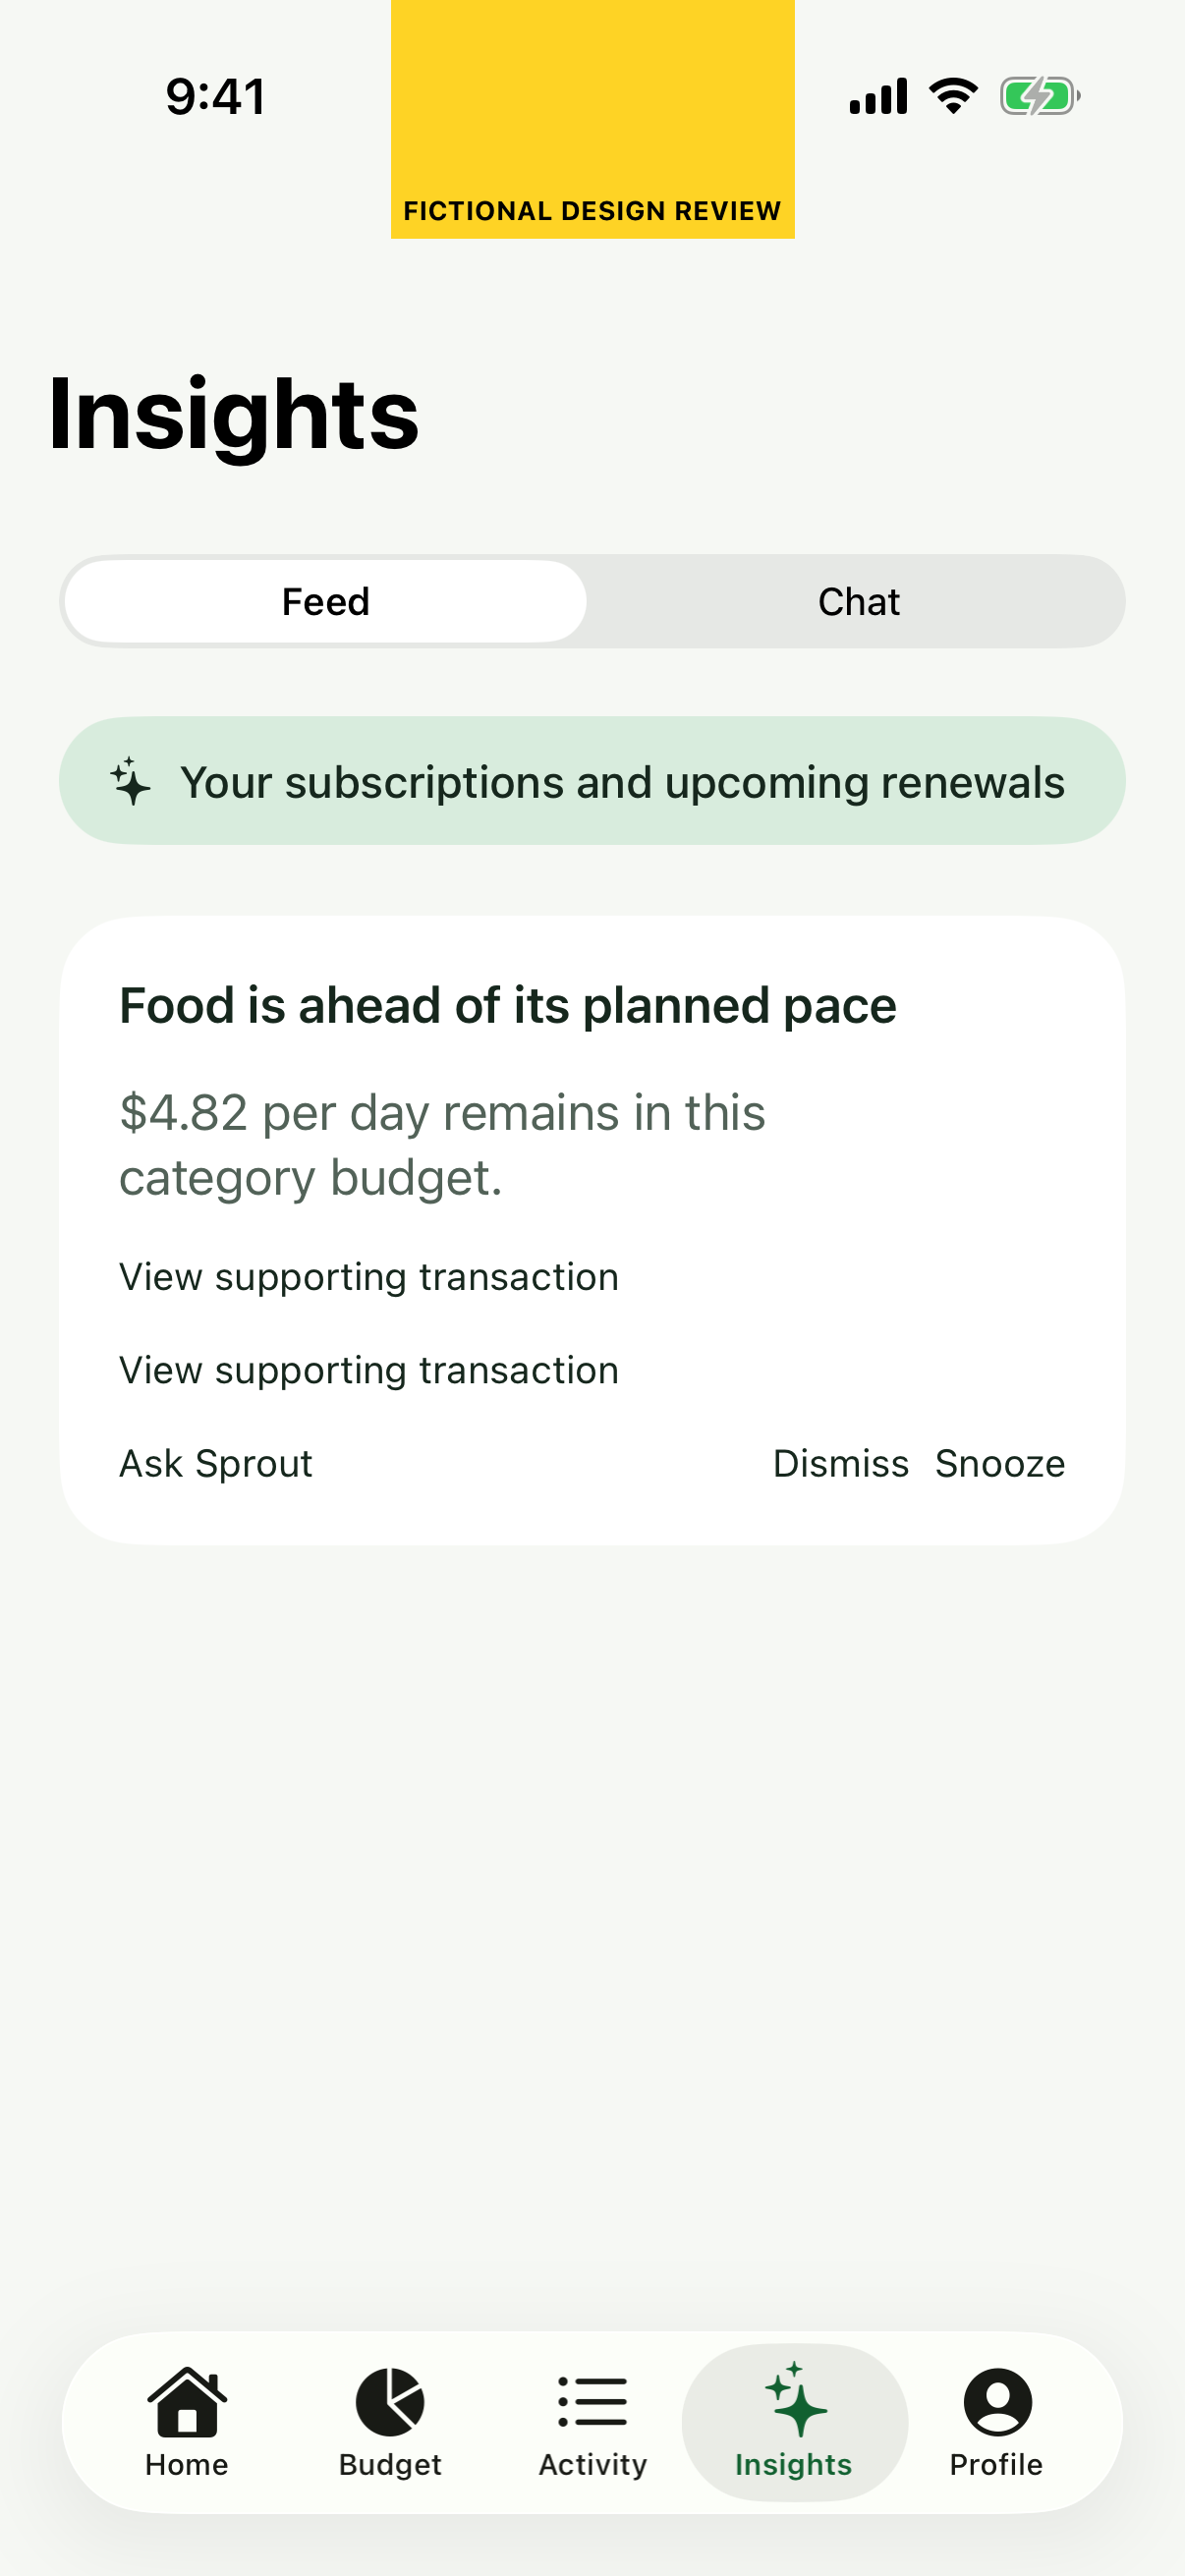 9:41
FICTIONAL DESIGN REVIEW
Insights
Feed
Chat
Your subscriptions and upcoming renewals
Food is ahead of its planned pace
$4.82 per day remains in this
category budget.
View supporting transaction
View supporting transaction
Ask Sprout
Dismiss Snooze
Home
Budget
Activity
Insights
Profile